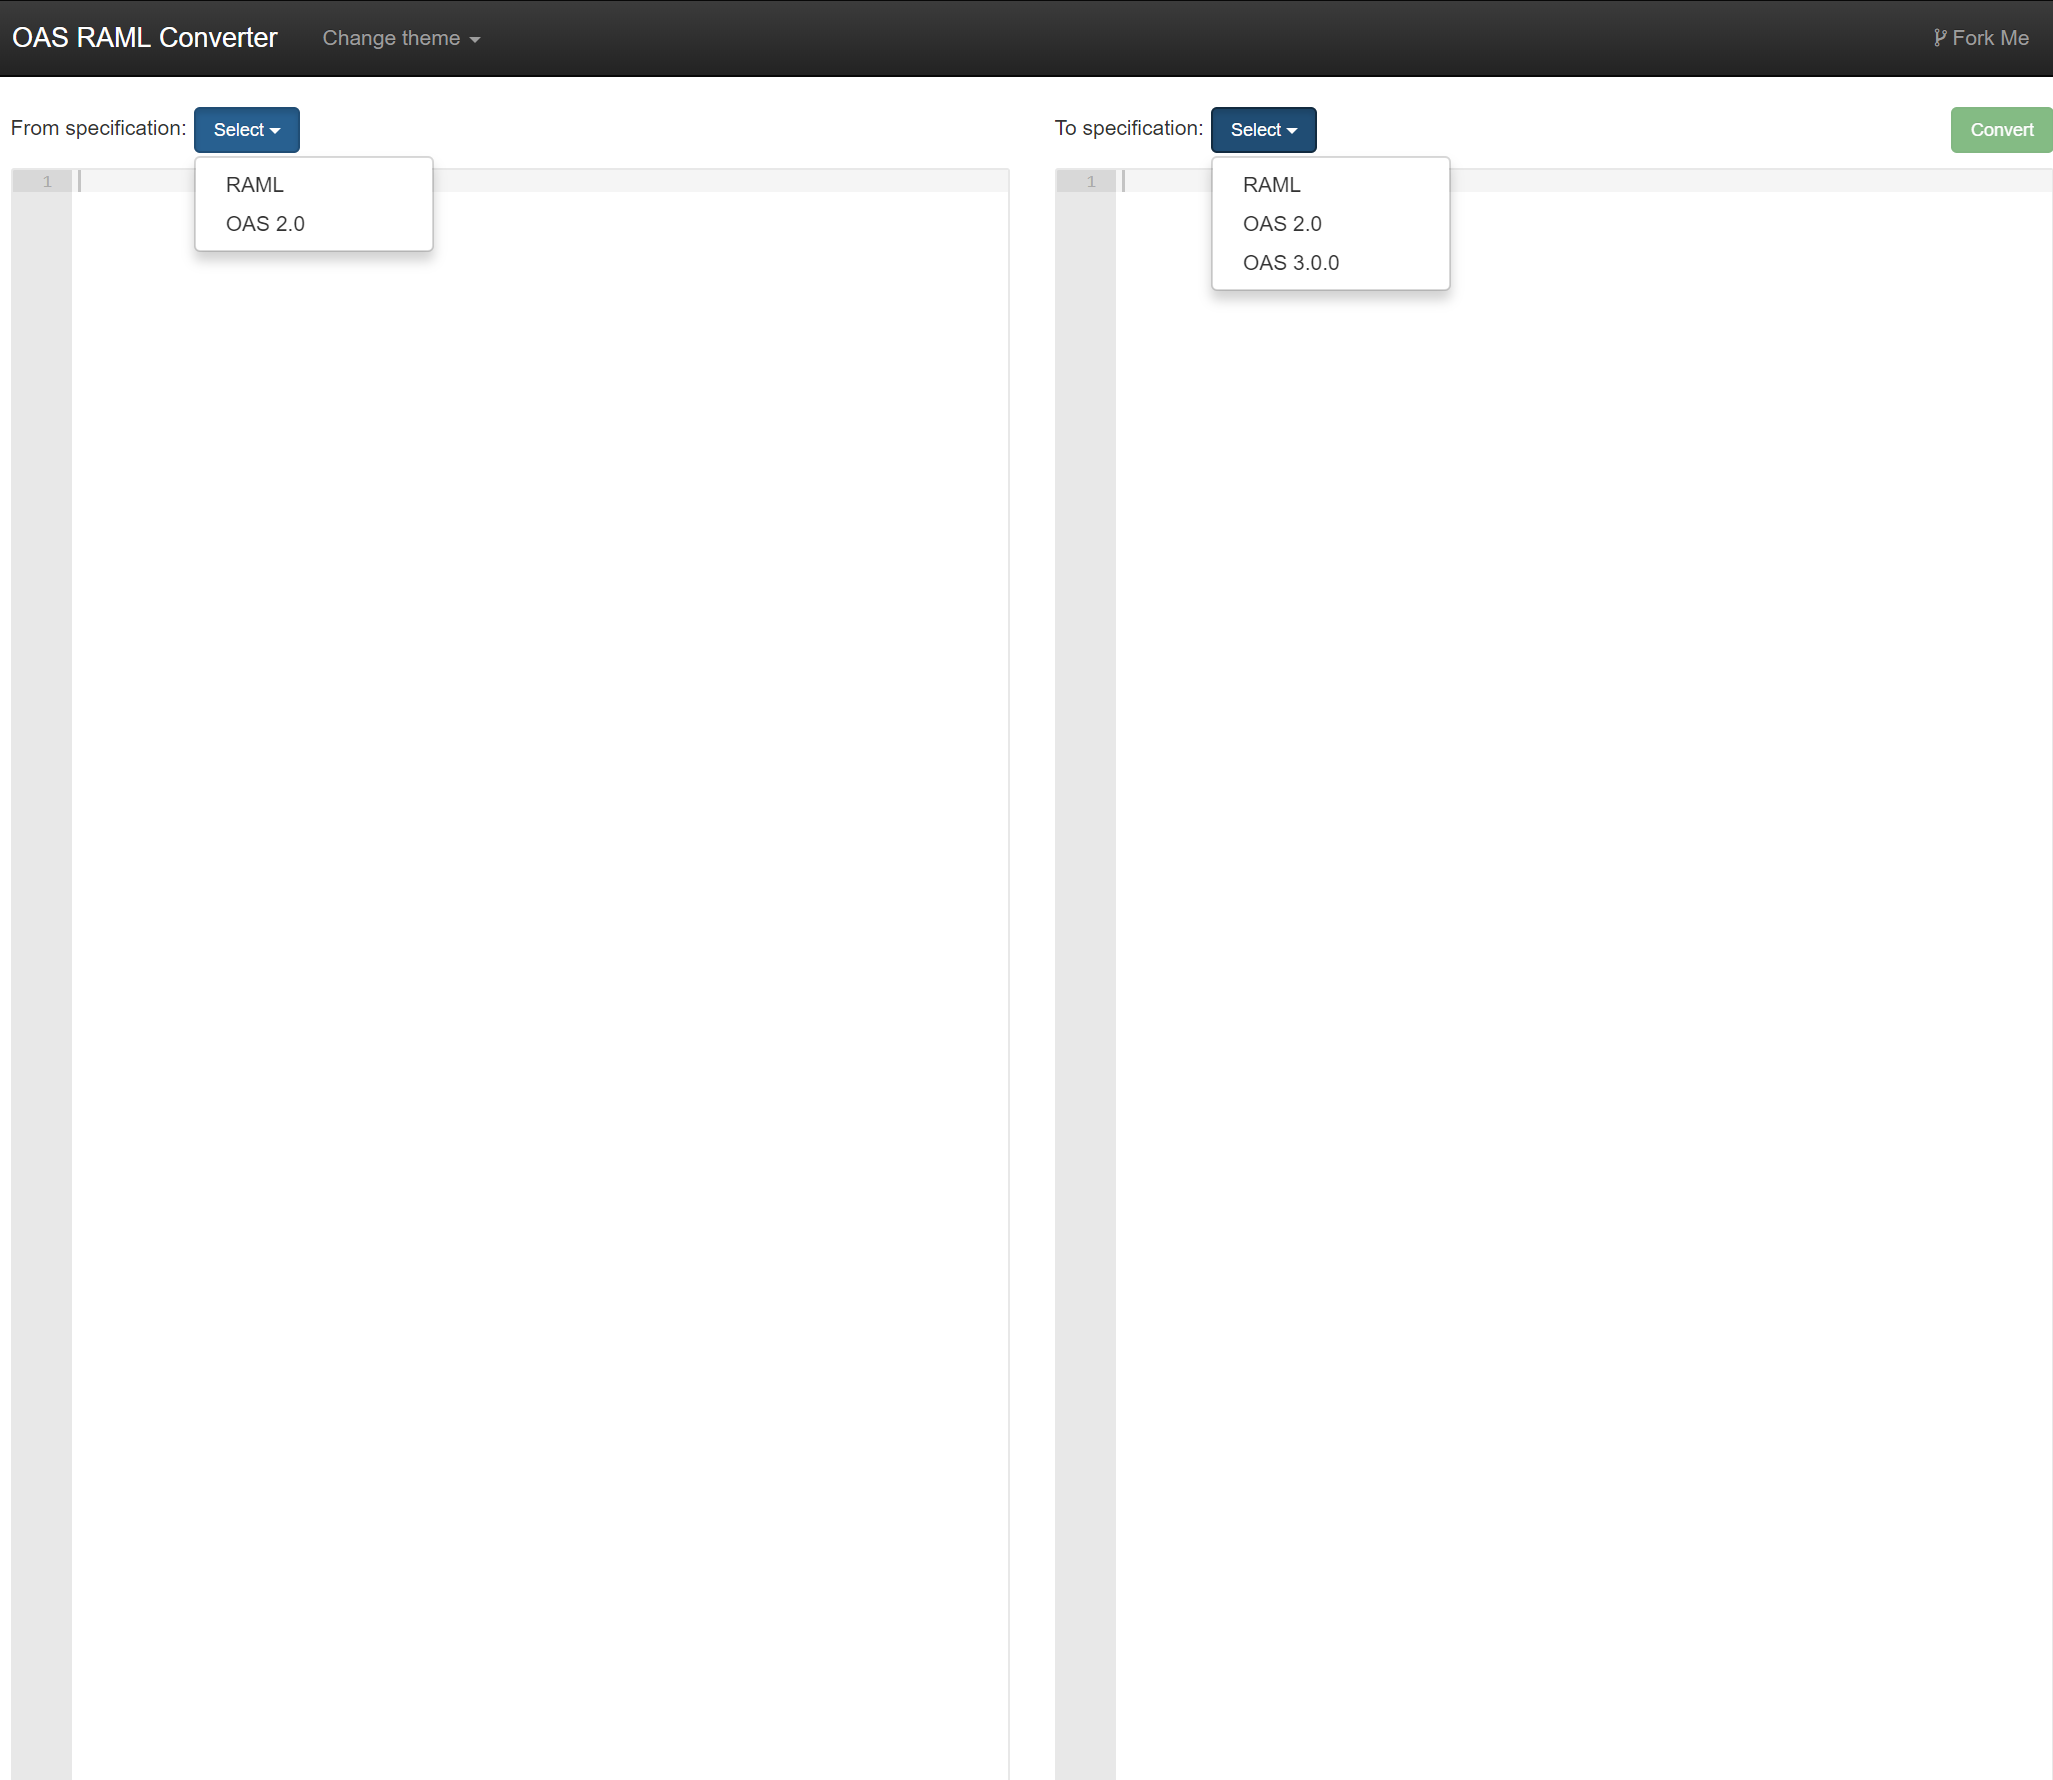 OAS RAML Converter Change theme Fork Me
From specification: Select
RAML
OAS 2.0
1
To specification: Select Convert
RAML
OAS 2.0
OAS 3.0.0
1